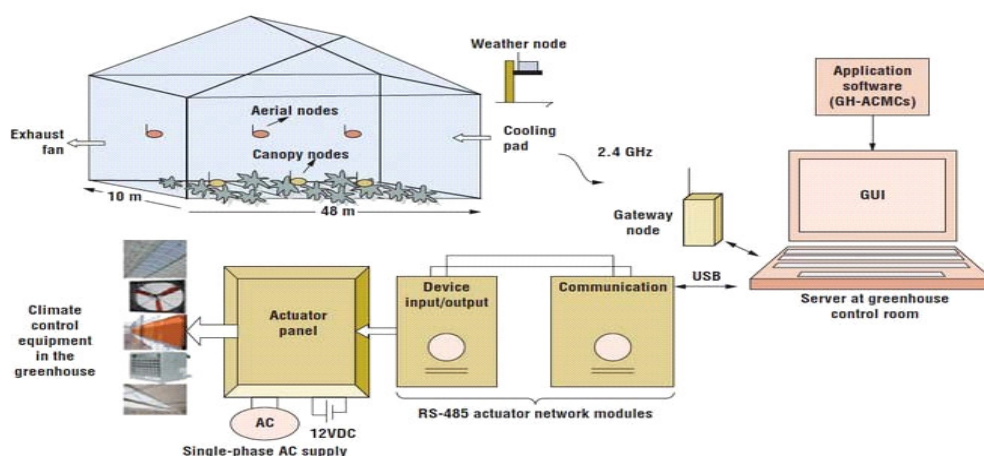 Weather node
Aerial nodes
Canopy nodes
Exhaust
fan
Cooling
pad
10 m
48 m
2.4 GHz
Application
software
(GH-ACMCs)
GUI
Gateway
node
USB
Server at greenhouse
control room
Climate
control
equipment
in the
greenhouse
Actuator
panel
Device
input/output
Communication
AC
12VDC
Single-phase AC supply
RS-485 actuator network modules